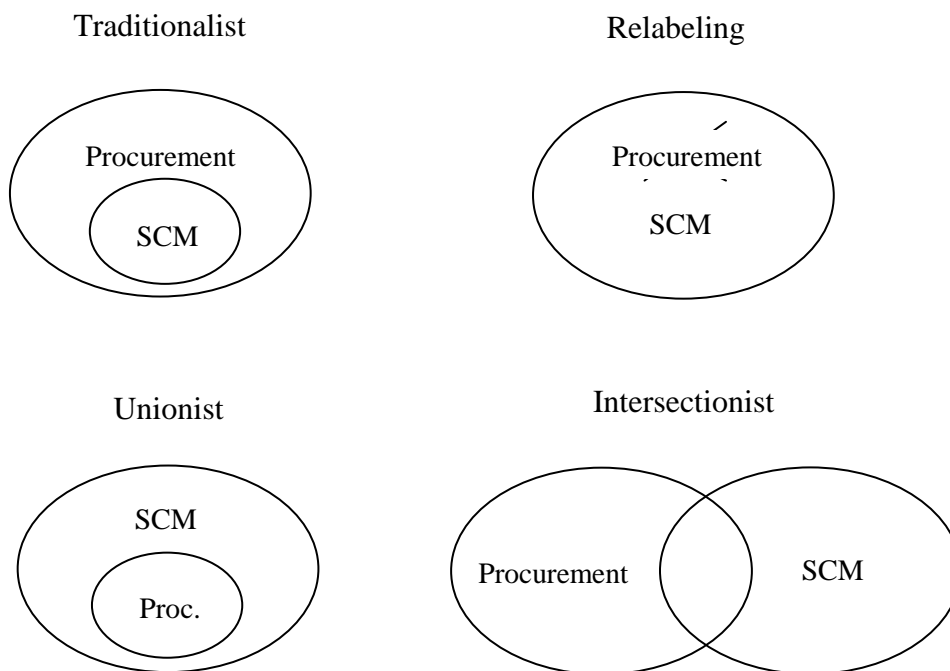 Traditionalist
Procurement
SCM
Relabeling
Procurement
SCM
Unionist
SCM
Proc.
Intersectionist
Procurement
SCM